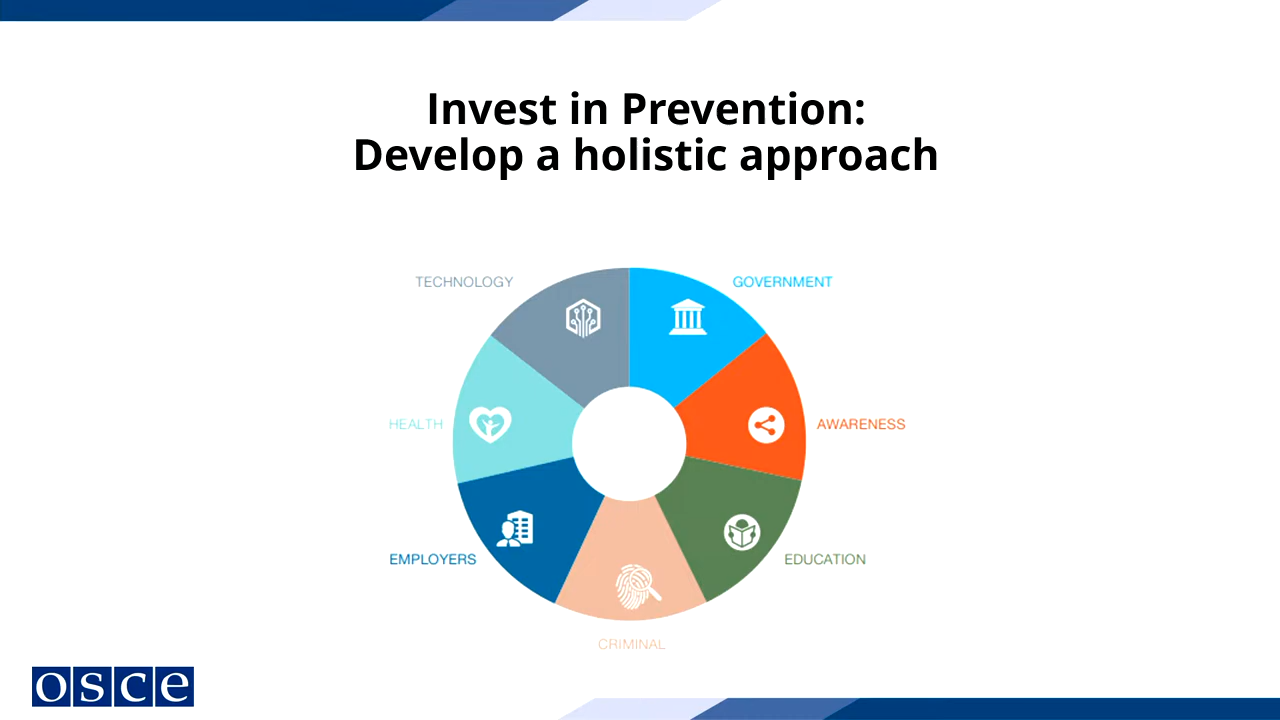 Invest in Prevention:
Develop a holistic approach
TECHNOLOGY
GOVERNMENT
HEALTH
AWARENESS
EMPLOYERS
EDUCATION
CRIMINAL
osce